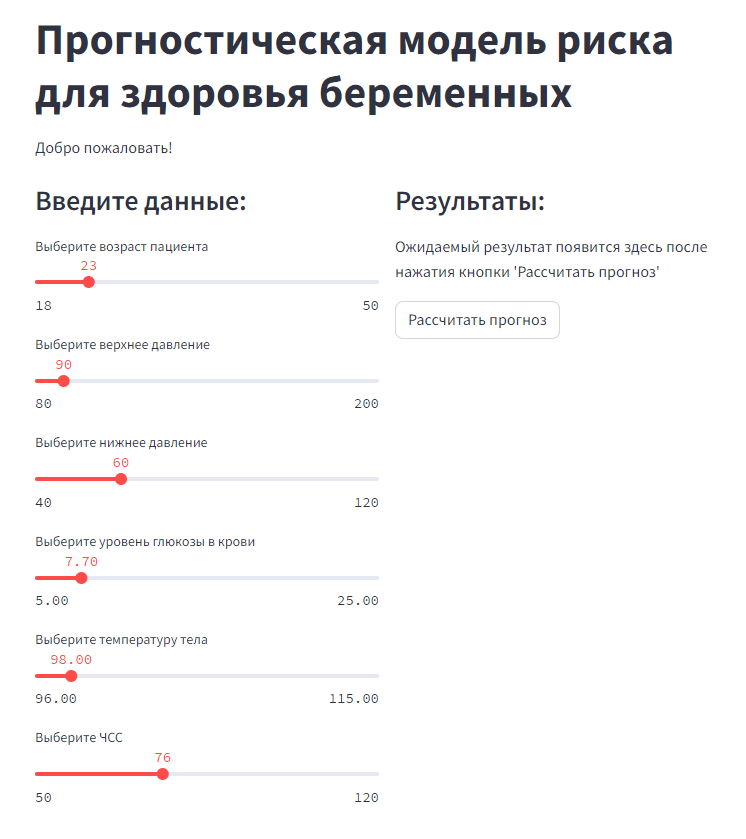 Прогностическая модель риска
для здоровья беременных
Добро пожаловать!
Введите данные:
Выберите возраст пациента
23
18 50
Выберите верхнее давление
90
80 200
Выберите нижнее давление
60
40 120
Выберите уровень глюкозы в крови
7.70
5.00 25.00
Выберите температуру тела
98.00
96.00 115.00
Выберите ЧСС
76
50 120
Результаты:
Ожидаемый результат появится здесь после
нажатия кнопки 'Рассчитать прогноз'
Рассчитать прогноз